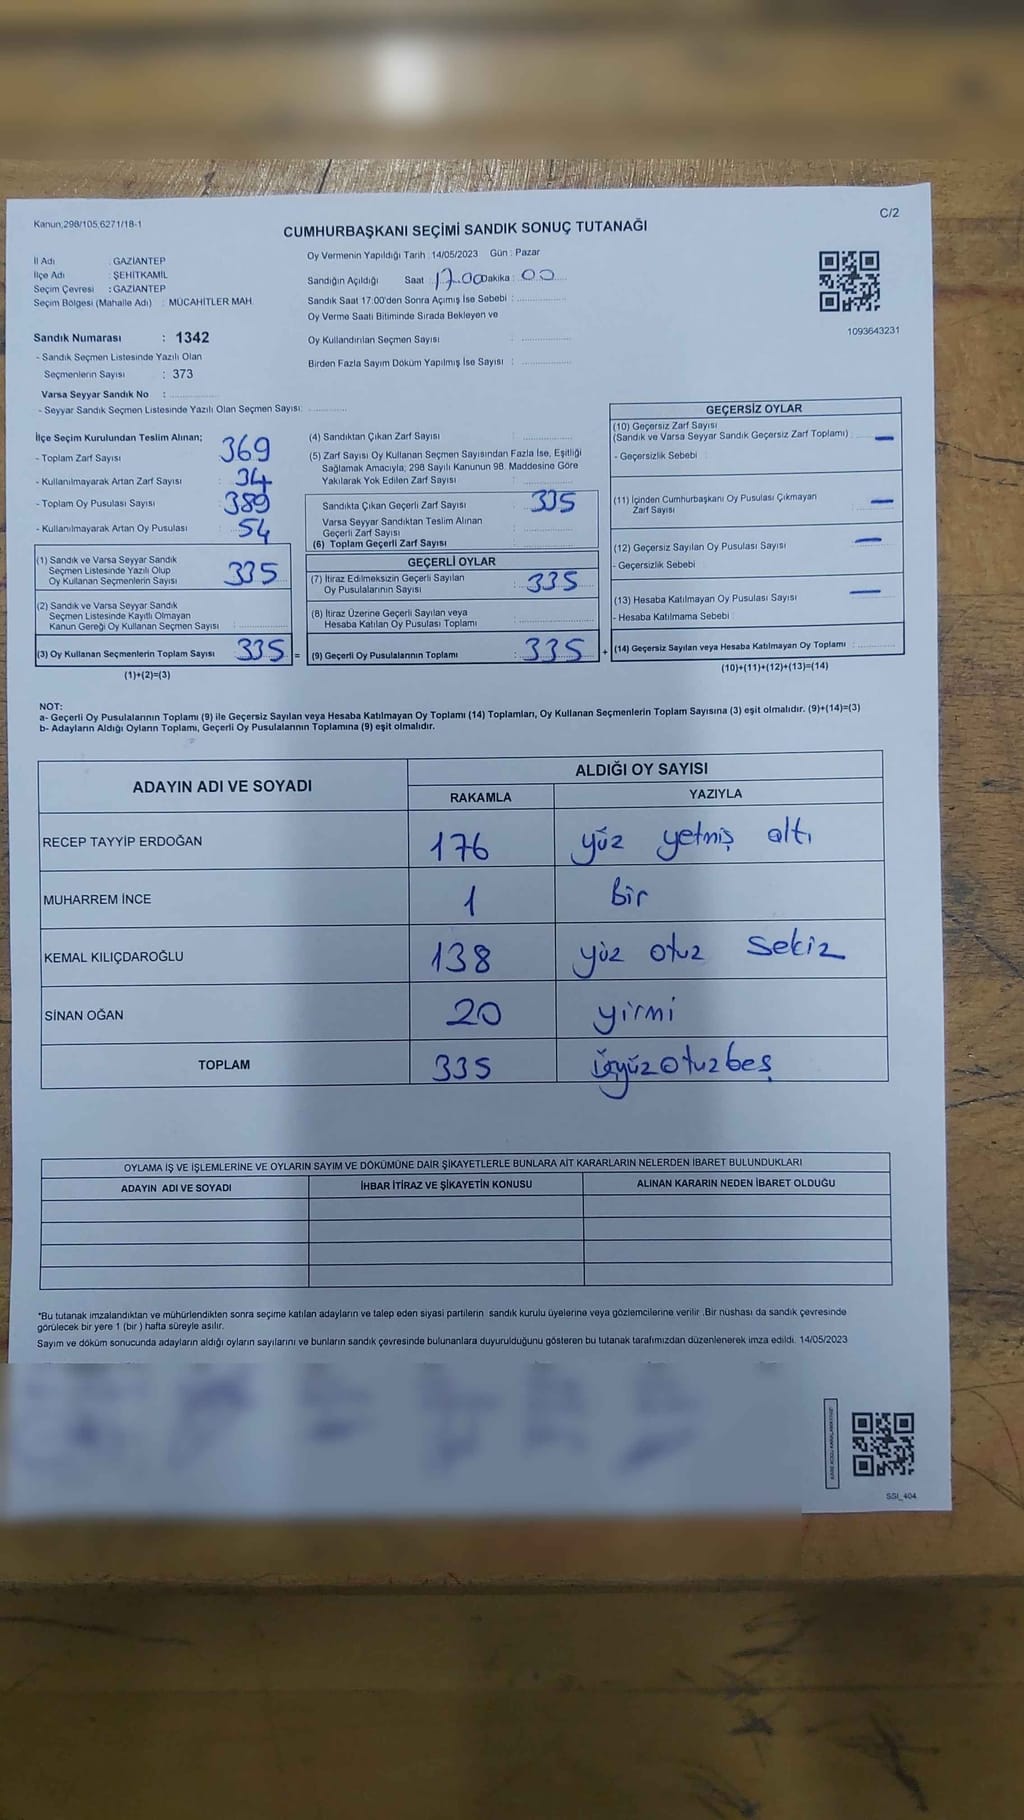 Kanun,298/105,6271/18-1
C/2
CUMHURBAŞKANI SEÇİMİ SANDIK SONUÇ TUTANAĞI
İl Adı : GAZİANTEP
İlçe Adı : ŞEHİTKAMİL
Seçim Çevresi : GAZİANTEP
Seçim Bölgesi (Mahalle Adı) : MÜCAHİTLER MAH.
Oy Vermenin Yapıldığı Tarih :14/05/2023 Gün : Pazar
Sandığın Açıldığı Saat : 17.00 Dakika : 00
Sandık Saat 17:00'den Sonra Açımış İse Sebebi :
Oy Verme Saati Bitiminde Sırada Bekleyen ve
Oy Kullandırılan Seçmen Sayısı :
Birden Fazla Sayım Döküm Yapılmış İse Sayısı :
1093643231
Sandık Numarası : 1342
- Sandık Seçmen Listesinde Yazılı Olan
Seçmenlerin Sayısı : 373
Varsa Seyyar Sandık No :
- Seyyar Sandık Seçmen Listesinde Yazılı Olan Seçmen Sayısı:
İlçe Seçim Kurulundan Teslim Alınan;
- Toplam Zarf Sayısı : 369
- Kullanılmayarak Artan Zarf Sayısı : 34
- Toplam Oy Pusulası Sayısı : 389
- Kullanılmayarak Artan Oy Pusulası : 54
(1) Sandık ve Varsa Seyyar Sandık
Seçmen Listesinde Yazılı Olup
Oy Kullanan Seçmenlerin Sayısı : 335
(2) Sandık ve Varsa Seyyar Sandık
Seçmen Listesinde Kayıtlı Olmayan
Kanun Gereği Oy Kullanan Seçmen Sayısı :
(3) Oy Kullanan Seçmenlerin Toplam Sayısı : 335 =
(1)+(2)=(3)
(4) Sandıktan Çıkan Zarf Sayısı :
(5) Zarf Sayısı Oy Kullanan Seçmen Sayısından Fazla İse, Eşitliği
Sağlamak Amacıyla; 298 Sayılı Kanunun 98. Maddesine Göre
Yakılarak Yok Edilen Zarf Sayısı :
Sandıkta Çıkan Geçerli Zarf Sayısı : 335
Varsa Seyyar Sandıktan Teslim Alınan
Geçerli Zarf Sayısı :
(6) Toplam Geçerli Zarf Sayısı :
GEÇERLİ OYLAR
(7) İtiraz Edilmeksizin Geçerli Sayılan
Oy Pusulalarının Sayısı : 335
(8) İtiraz Üzerine Geçerli Sayılan veya
Hesaba Katılan Oy Pusulası Toplamı :
(9) Geçerli Oy Pusulalarının Toplamı : 335 +
GEÇERSİZ OYLAR
(10) Geçersiz Zarf Sayısı
(Sandık ve Varsa Seyyar Sandık Geçersiz Zarf Toplamı) : —
- Geçersizlik Sebebi :
(11) İçinden Cumhurbaşkanı Oy Pusulası Çıkmayan
Zarf Sayısı : —
(12) Geçersiz Sayılan Oy Pusulası Sayısı : —
- Geçersizlik Sebebi :
(13) Hesaba Katılmayan Oy Pusulası Sayısı : —
- Hesaba Katılmama Sebebi :
(14) Geçersiz Sayılan veya Hesaba Katılmayan Oy Toplamı :
(10)+(11)+(12)+(13)=(14)
NOT:
a- Geçerli Oy Pusulalarının Toplamı (9) ile Geçersiz Sayılan veya Hesaba Katılmayan Oy Toplamı (14) Toplamları, Oy Kullanan Seçmenlerin Toplam Sayısına (3) eşit olmalıdır. (9)+(14)=(3)
b- Adayların Aldığı Oyların Toplamı, Geçerli Oy Pusulalarının Toplamına (9) eşit olmalıdır.
ADAYIN ADI VE SOYADI
ALDIĞI OY SAYISI
RAKAMLA YAZIYLA
RECEP TAYYİP ERDOĞAN 176 yüz yetmiş altı
MUHARREM İNCE 1 bir
KEMAL KILIÇDAROĞLU 138 yüz otuz sekiz
SİNAN OĞAN 20 yirmi
TOPLAM 335 üçyüzotuzbeş
OYLAMA İŞ VE İŞLEMLERİNE VE OYLARIN SAYIM VE DÖKÜMÜNE DAİR ŞİKAYETLERLE BUNLARA AİT KARARLARIN NELERDEN İBARET BULUNDUKLARI
ADAYIN ADI VE SOYADI İHBAR İTİRAZ VE ŞİKAYETİN KONUSU ALINAN KARARIN NEDEN İBARET OLDUĞU
*Bu tutanak imzalandıktan ve mühürlendikten sonra seçime katılan adayların ve talep eden siyasi partilerin sandık kurulu üyelerine veya gözlemcilerine verilir .Bir nüshası da sandık çevresinde
görülecek bir yere 1 (bir ) hafta süreyle asılır.
Sayım ve döküm sonucunda adayların aldığı oyların sayılarını ve bunların sandık çevresinde bulunanlara duyurulduğunu gösteren bu tutanak tarafımızdan düzenlenerek imza edildi. 14/05/2023
SSI_404